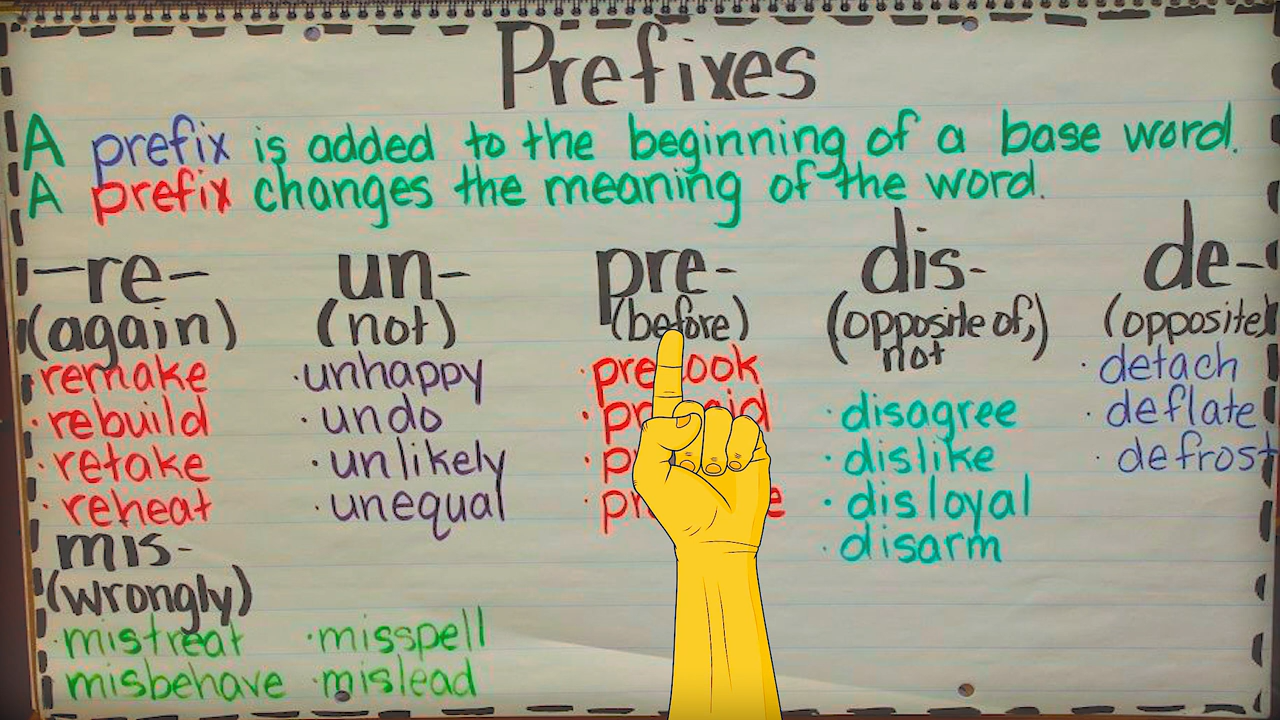 Prefixes
A prefix is added to the beginning of a base word.
A prefix changes the meaning of the word.
-re-
(again)
· remake
· rebuild
· retake
· reheat
un-
(not)
· unhappy
· undo
· unlikely
· unequal
pre-
(before)
· precook
dis-
(opposite of,
not)
· disagree
· dislike
· disloyal
· disarm
de-
(opposite)
· detach
· deflate
· defrost
mis-
(wrongly)
· mistreat · misspell
· misbehave · mislead